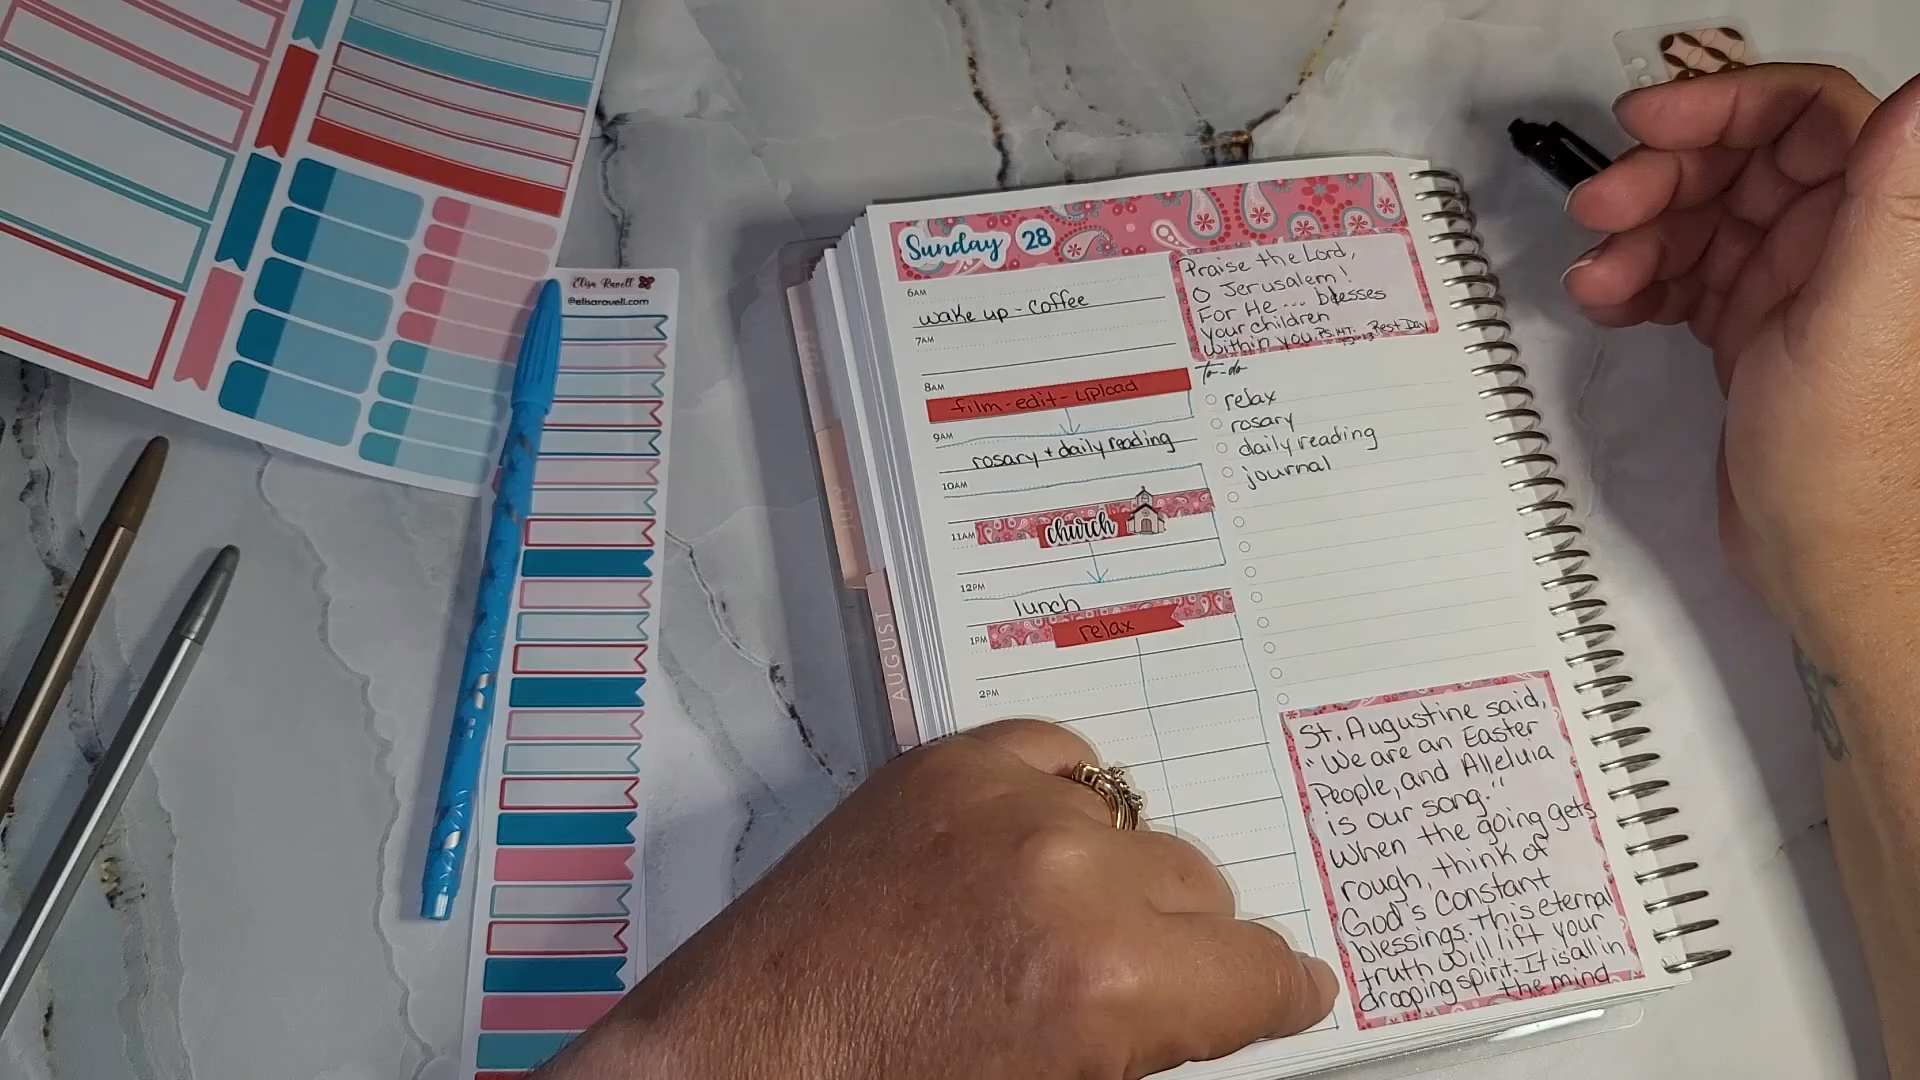 Elisa Ravell
@elisaravell.com
JULY
AUGUST
Sunday 28
6AM
wake up - coffee
7AM
8AM
film - edit - upload
9AM
rosary + daily reading
10AM
church
11AM
12PM
lunch
1PM
relax
2PM
Praise the Lord,
O Jerusalem!
For He --- blesses
your children
within you. Ps. 147:
12-13
Rest Day
To-do
relax
rosary
daily reading
journal
St. Augustine said,
"We are an Easter
People, and Alleluia
is our song."
When the going gets
rough, think of
God's constant
blessings. This eternal
truth will lift your
drooping spirit. It is all in
the mind